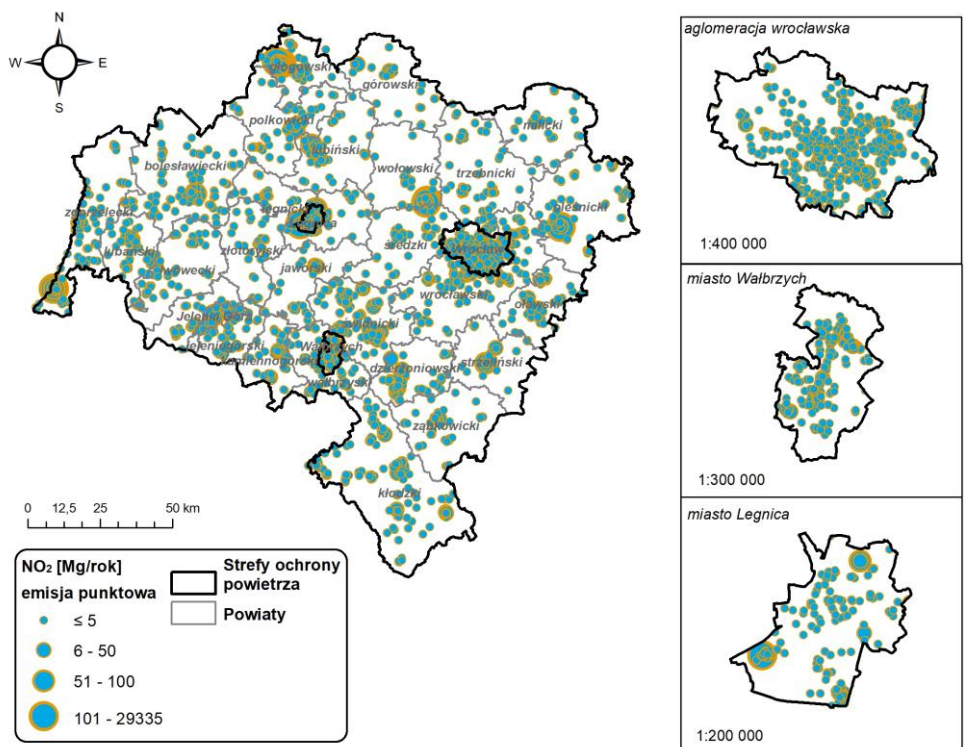 N
W
E
S
głogowski
górowski
polkowicki
milicki
lubiński
bolesławiecki
wołowski
trzebnicki
zgorzelecki
legnicki
oleśnicki
lubański
złotoryjski
średzki
Wrocław
lwówecki
jaworski
wrocławski
oławski
Jelenia Góra
świdnicki
jeleniogórski
Wałbrzych
kamiennogórski
dzierżoniowski
strzeliński
wałbrzyski
ząbkowicki
kłodzki
0 12,5 25 50 km
NO₂ [Mg/rok]
emisja punktowa
≤ 5
6 - 50
51 - 100
101 - 29335
Strefy ochrony
powietrza
Powiaty
aglomeracja wrocławska
1:400 000
miasto Wałbrzych
1:300 000
miasto Legnica
1:200 000